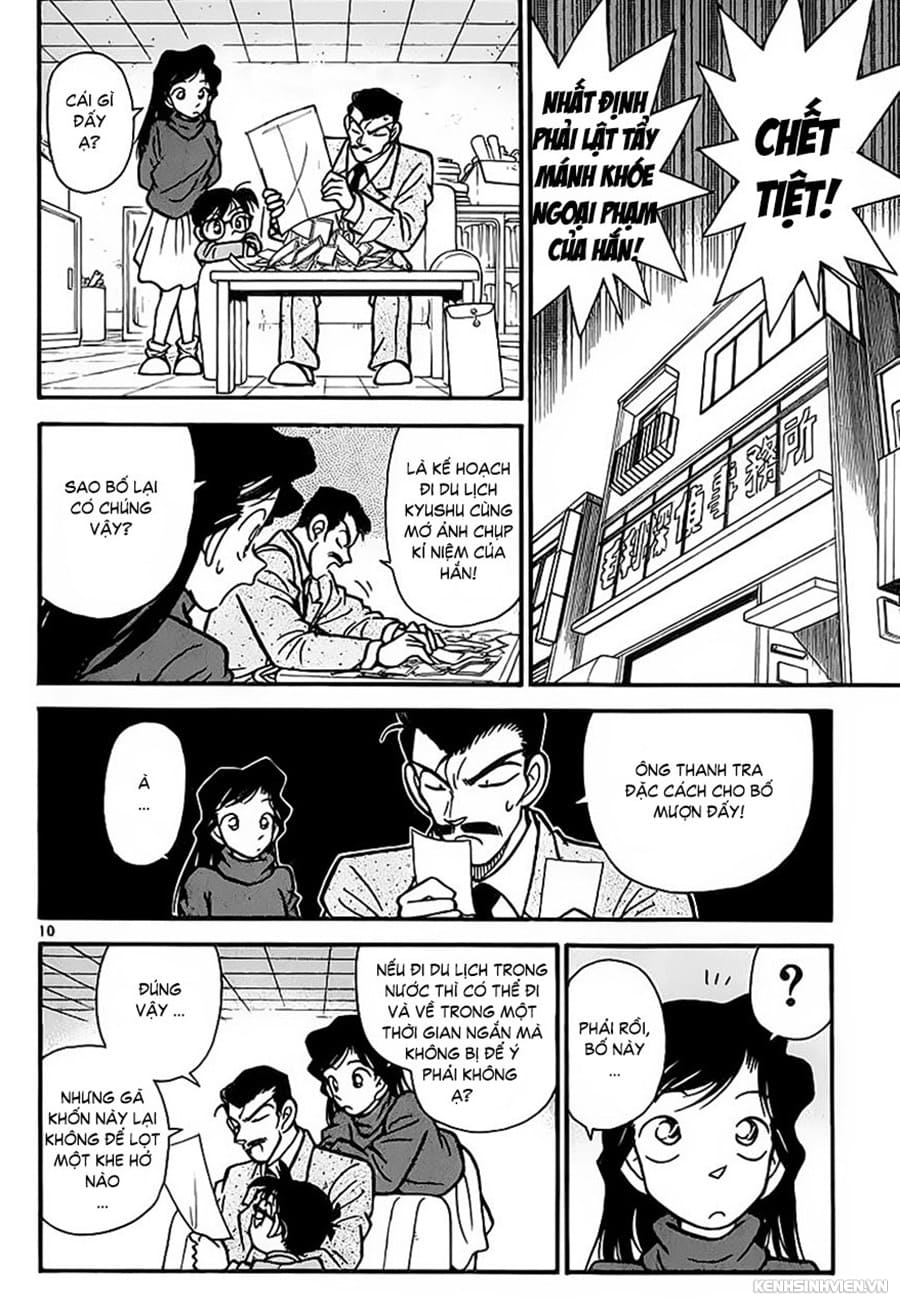 CHẾT
TIỆT!
NHẤT ĐỊNH
PHẢI LẬT TẨY
MÁNH KHÓE
NGOẠI PHẠM
CỦA HẮN!
毛利探偵事務所
CÁI GÌ
ĐẤY
Ạ?
LÀ KẾ HOẠCH
ĐI DU LỊCH
KYUSHU CÙNG
MỚ ẢNH CHỤP
KỈ NIỆM CỦA
HẮN!
SAO BỐ LẠI
CÓ CHÚNG
VẬY?
ÔNG THANH TRA
ĐẶC CÁCH CHO BỐ
MƯỢN ĐẤY!
À
...
10
?
PHẢI RỒI,
BỐ NÀY
...
NẾU ĐI DU LỊCH TRONG
NƯỚC THÌ CÓ THỂ ĐI
VÀ VỀ TRONG MỘT
THỜI GIAN NGẮN MÀ
KHÔNG BỊ ĐỂ Ý
PHẢI KHÔNG
Ạ?
ĐÚNG
VẬY ...
NHƯNG GÃ
KHỐN NÀY LẠI
KHÔNG ĐỂ LỌT
MỘT KHE HỞ
NÀO
...
KENHSINHVIEN.VN